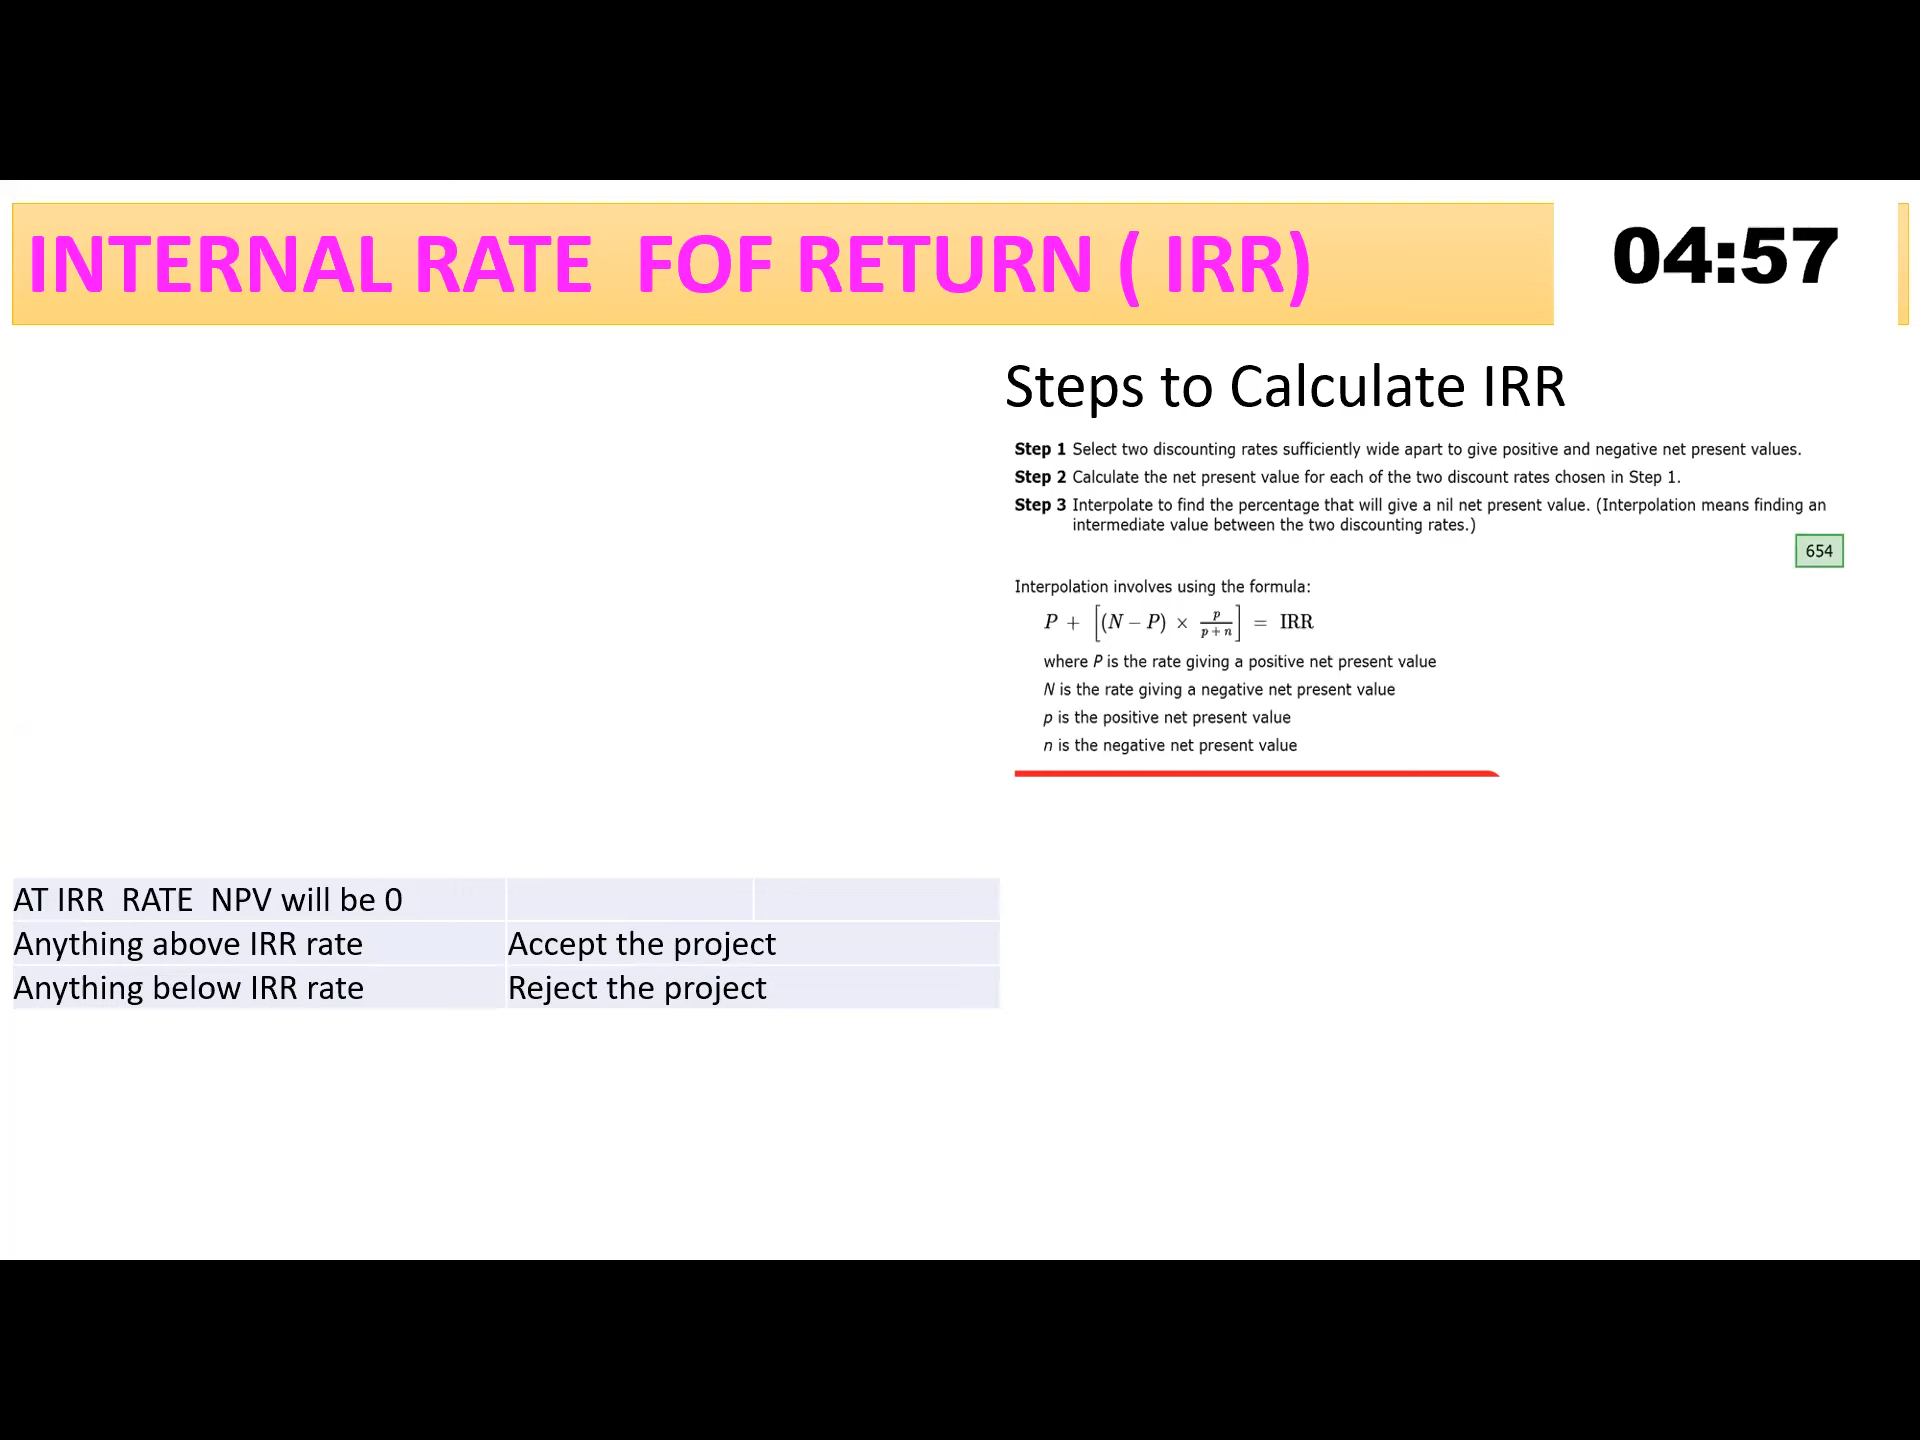 INTERNAL RATE  FOF RETURN ( IRR)
04:57
Steps to Calculate IRR
Step 1 Select two discounting rates sufficiently wide apart to give positive and negative net present values.
Step 2 Calculate the net present value for each of the two discount rates chosen in Step 1.
Step 3 Interpolate to find the percentage that will give a nil net present value. (Interpolation means finding an
intermediate value between the two discounting rates.)
654
Interpolation involves using the formula:
P + [(N − P) × p/(p + n)] = IRR
where P is the rate giving a positive net present value
N is the rate giving a negative net present value
p is the positive net present value
n is the negative net present value
AT IRR  RATE  NPV will be 0
Anything above IRR rate Accept the project
Anything below IRR rate Reject the project